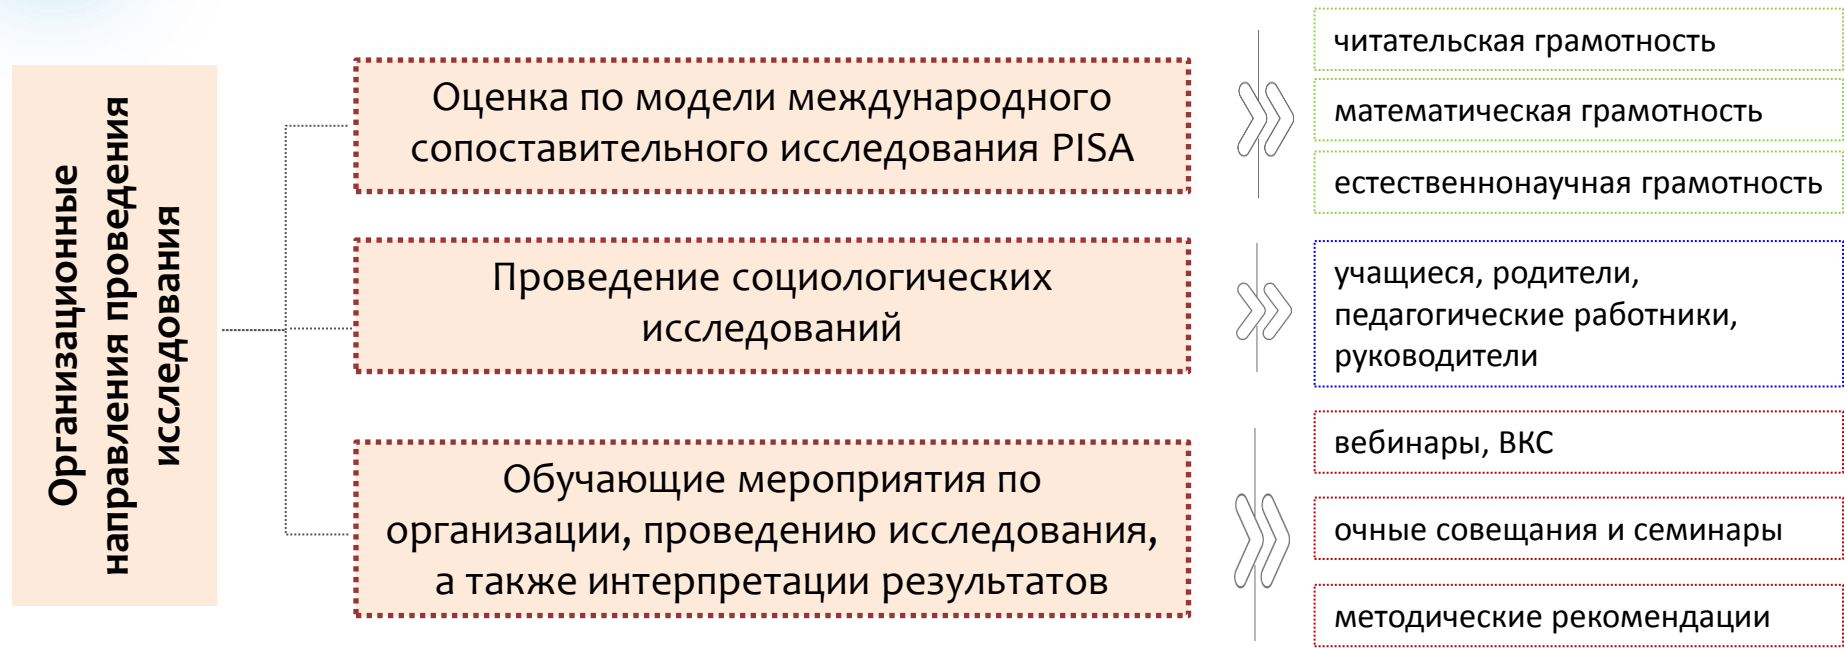 Организационные
направления проведения
исследования
Оценка по модели международного
сопоставительного исследования PISA
читательская грамотность
математическая грамотность
естественнонаучная грамотность
Проведение социологических
исследований
учащиеся, родители,
педагогические работники,
руководители
Обучающие мероприятия по
организации, проведению исследования,
а также интерпретации результатов
вебинары, ВКС
очные совещания и семинары
методические рекомендации